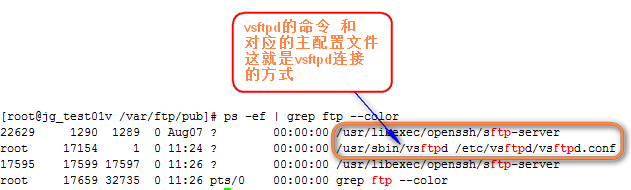 vsftpd的命令 和
对应的主配置文件
这就是vsftpd连接
的方式
[root@jg_test01v /var/ftp/pub]# ps -ef | grep ftp --color
22629 1290 1289 0 Aug07 ? 00:00:00 /usr/libexec/openssh/sftp-server
root 17154 1 0 11:24 ? 00:00:00 /usr/sbin/vsftpd /etc/vsftpd/vsftpd.conf
17595 17599 17597 0 11:26 ? 00:00:00 /usr/libexec/openssh/sftp-server
root 17659 32735 0 11:26 pts/0 00:00:00 grep ftp --color